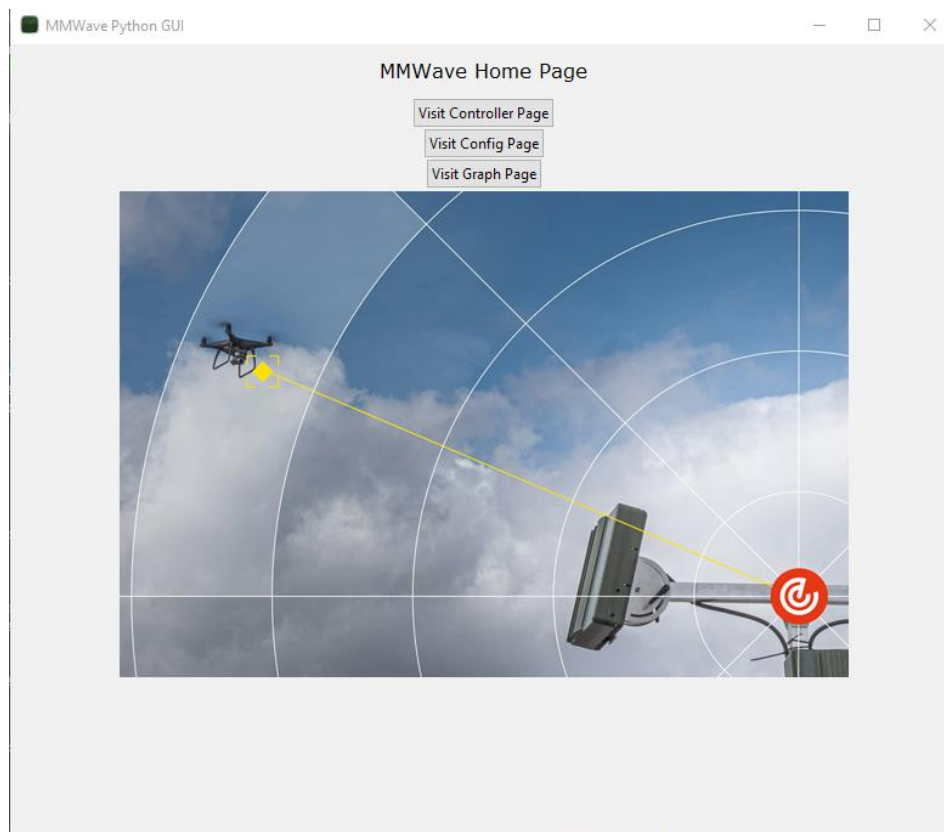 MMWave Python GUI
MMWave Home Page
Visit Controller Page
Visit Config Page
Visit Graph Page